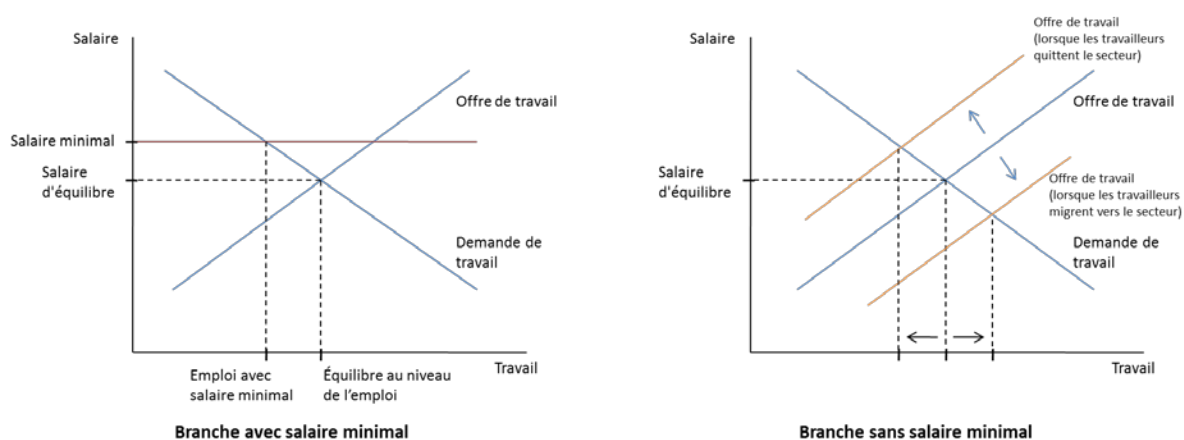 Salaire
Offre de travail
Salaire minimal
Salaire
d'équilibre
Demande de
travail
Travail
Emploi avec
salaire minimal
Équilibre au niveau
de l'emploi
Branche avec salaire minimal
Salaire
Offre de travail
(lorsque les travailleurs
quittent le secteur)
Offre de travail
Salaire
d'équilibre
Offre de travail
(lorsque les travailleurs
migrent vers le secteur)
Demande de
travail
Travail
Branche sans salaire minimal